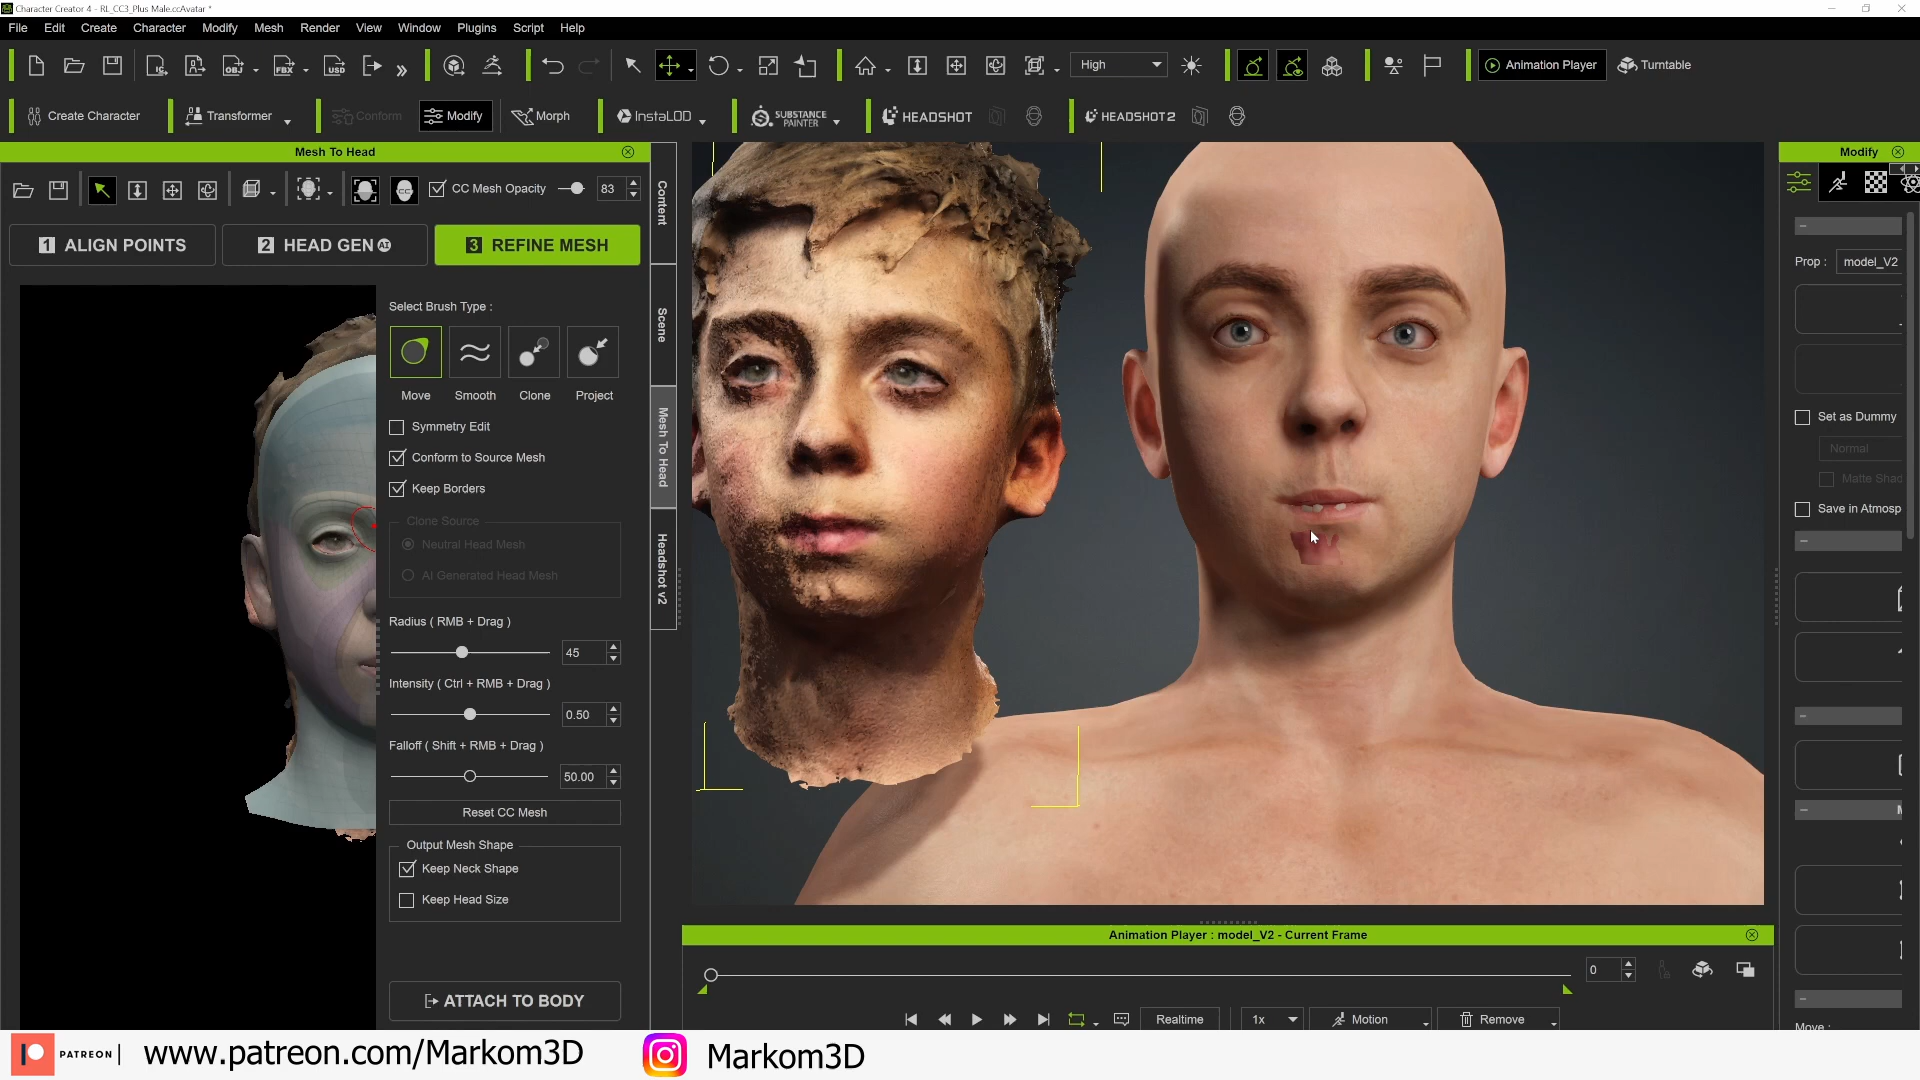 Character Creator 4 - RL_CC3_Plus Male.ccAvatar *
File Edit Create Character Modify Mesh Render View Window Plugins Script Help
High
Animation Player
Turntable
Create Character
Transformer
Conform
Modify
Morph
InstaLOD
SUBSTANCE PAINTER
HEADSHOT
HEADSHOT 2
Mesh To Head
CC Mesh Opacity 83
1 ALIGN POINTS
2 HEAD GEN AI
3 REFINE MESH
Select Brush Type :
Move Smooth Clone Project
Symmetry Edit
Conform to Source Mesh
Keep Borders
Clone Source
Neutral Head Mesh
AI Generated Head Mesh
Radius ( RMB + Drag )
45
Intensity ( Ctrl + RMB + Drag )
0.50
Falloff ( Shift + RMB + Drag )
50.00
Reset CC Mesh
Output Mesh Shape
Keep Neck Shape
Keep Head Size
ATTACH TO BODY
Content
Scene
Mesh To Head
Headshot v2
Modify
Prop : model_V2
Set as Dummy
Normal
Matte Shad
Save in Atmosp
Move :
Animation Player : model_V2 - Current Frame
0
Realtime
1x
Motion
Remove
PATREON | www.patreon.com/Markom3D
Markom3D